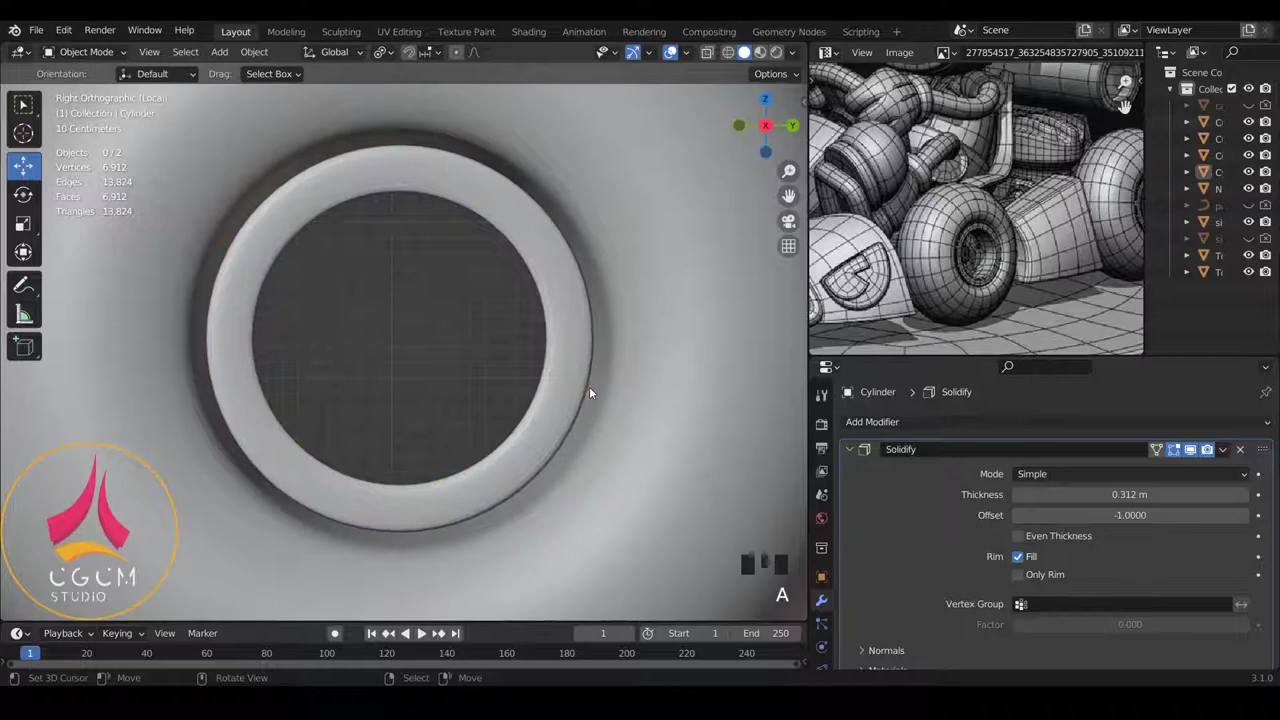 File Edit Render Window Help Layout Modeling Sculpting UV Editing Texture Paint Shading Animation Rendering Compositing Geometry Nodes Scripting + Scene ViewLayer
Object Mode View Select Add Object Global View Image 277854517_363254835727905_35109211
Orientation: Default Drag: Select Box Options Scene Co
Right Orthographic (Local) Collec
(1) Collection | Cylinder
10 Centimeters
Objects 0 / 2
Vertices 6,912
Edges 13,824
Faces 6,912
Triangles 13,824
Z
X Y
Cylinder > Solidify
Add Modifier
Solidify
Mode Simple
Thickness 0.312 m
Offset -1.0000
Even Thickness
Rim Fill
Only Rim
Vertex Group
Factor 0.000
Normals
CGCM
STUDIO
A
Playback Keying View Marker 1 Start 1 End 250
1 20 40 60 80 100 120 140 160 180 200 220 240
Set 3D Cursor Move Rotate View Select Move 3.1.0